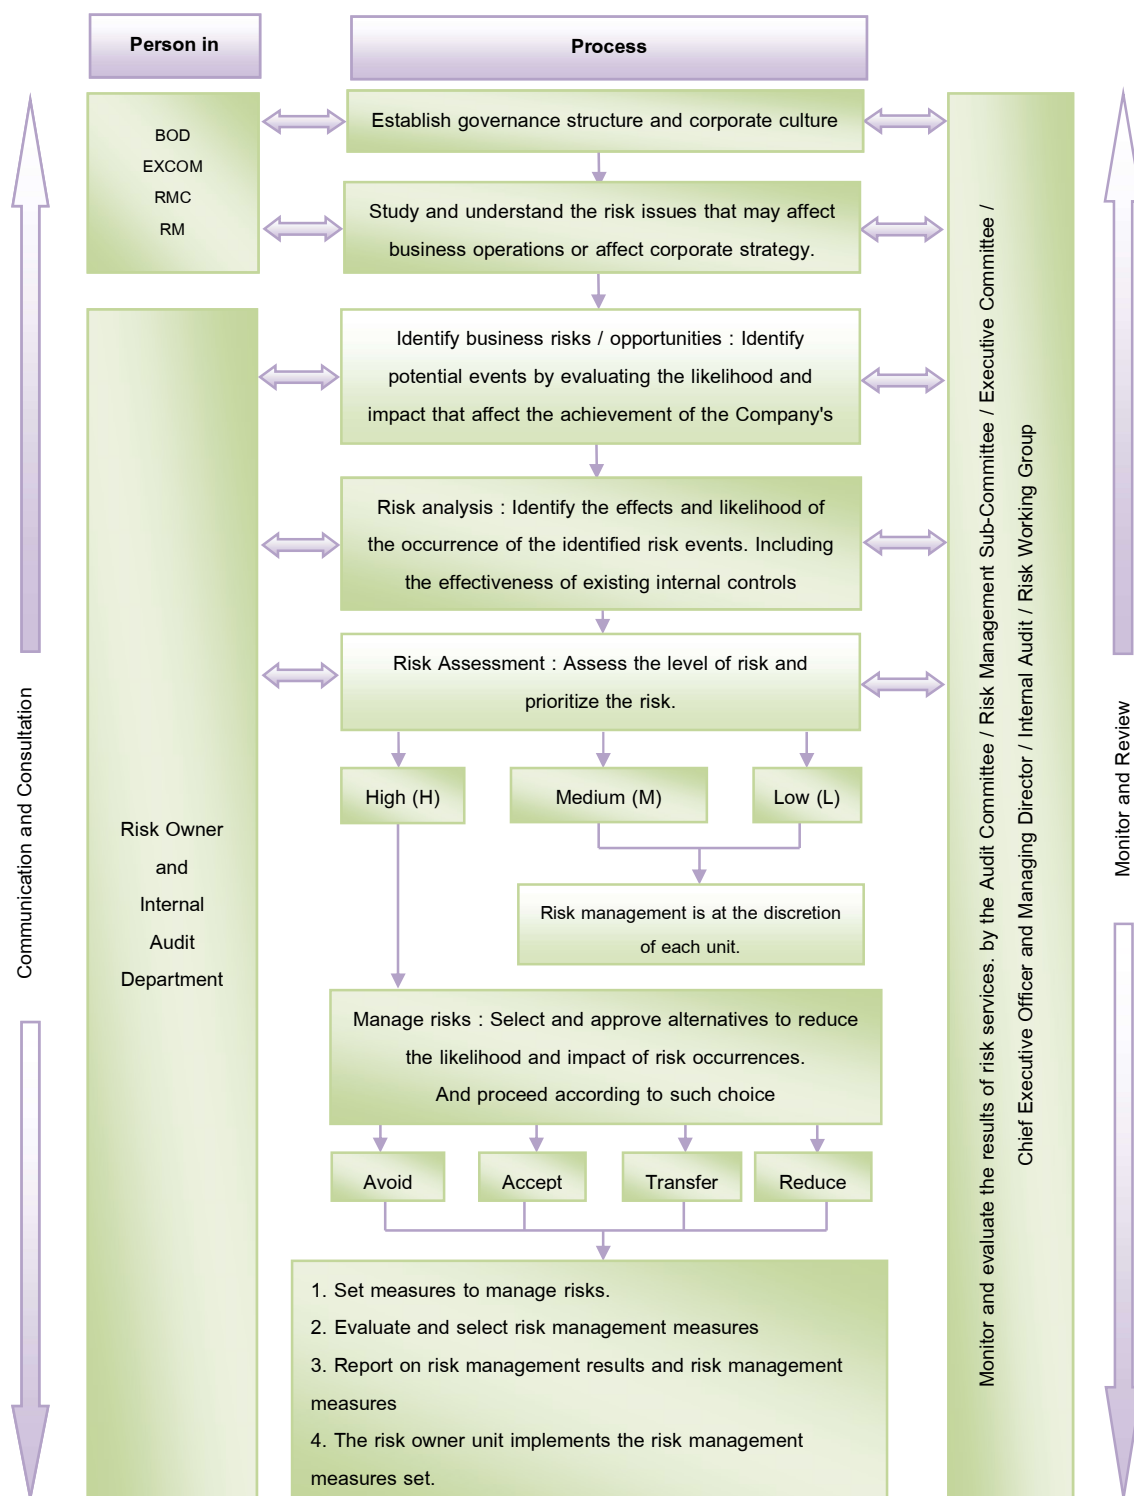 Person in
Process
BOD
EXCOM
RMC
RM
Establish governance structure and corporate culture
Study and understand the risk issues that may affect
business operations or affect corporate strategy.
Identify business risks / opportunities : Identify
potential events by evaluating the likelihood and
impact that affect the achievement of the Company's
Risk analysis : Identify the effects and likelihood of
the occurrence of the identified risk events. Including
the effectiveness of existing internal controls
Risk Assessment : Assess the level of risk and
prioritize the risk.
High (H)
Medium (M)
Low (L)
Risk management is at the discretion
of each unit.
Risk Owner
and
Internal
Audit
Department
Manage risks : Select and approve alternatives to reduce
the likelihood and impact of risk occurrences.
And proceed according to such choice
Avoid
Accept
Transfer
Reduce
1. Set measures to manage risks.
2. Evaluate and select risk management measures
3. Report on risk management results and risk management
measures
4. The risk owner unit implements the risk management
measures set.
Communication and Consultation
Monitor and evaluate the results of risk services. by the Audit Committee / Risk Management Sub-Committee / Executive Committee /
Chief Executive Officer and Managing Director / Internal Audit / Risk Working Group
Monitor and Review